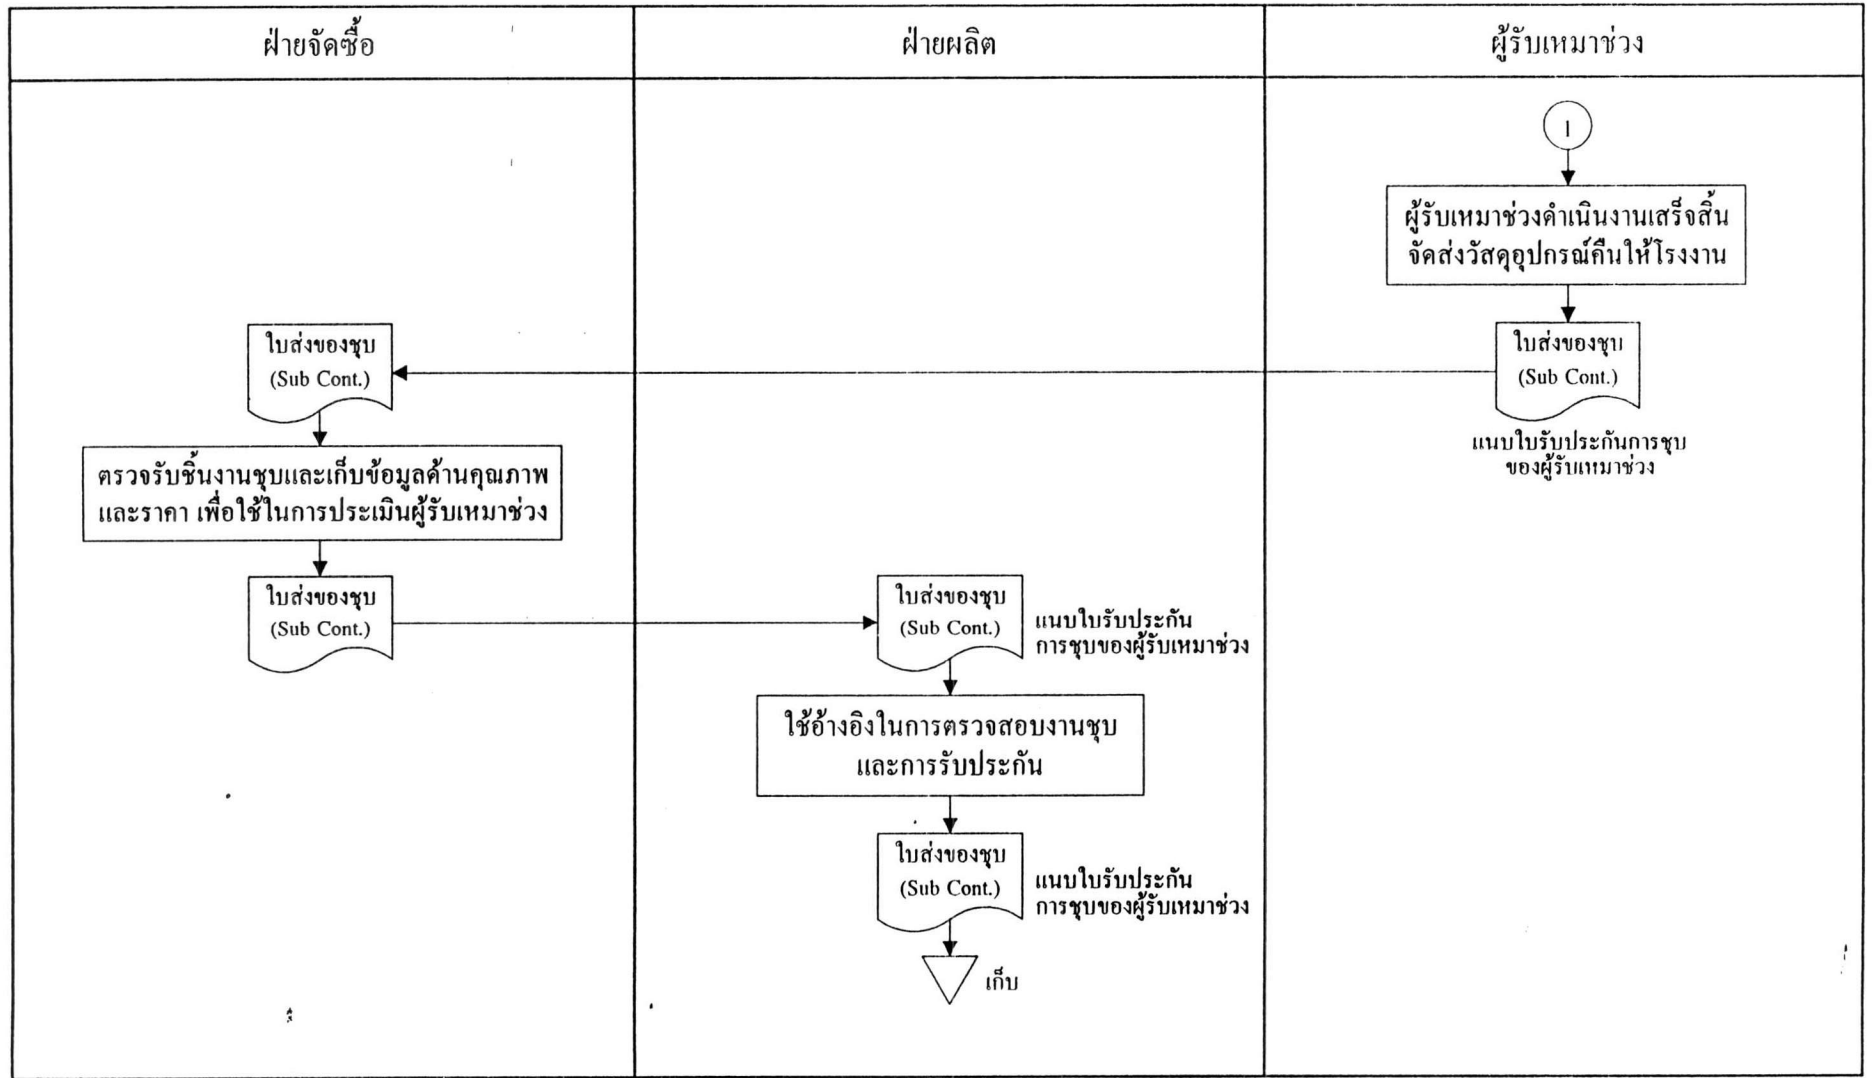 ฝ่ายจัดซื้อ
ฝ่ายผลิต
ผู้รับเหมาช่วง
1
ผู้รับเหมาช่วงดำเนินงานเสร็จสิ้น
จัดส่งวัสดุอุปกรณ์คืนให้โรงงาน
ใบส่งของชุบ
(Sub Cont.)
แนบใบรับประกันการชุบ
ของผู้รับเหมาช่วง
ใบส่งของชุบ
(Sub Cont.)
ตรวจรับชิ้นงานชุบและเก็บข้อมูลด้านคุณภาพ
และราคา เพื่อใช้ในการประเมินผู้รับเหมาช่วง
ใบส่งของชุบ
(Sub Cont.)
ใบส่งของชุบ
(Sub Cont.)
แนบใบรับประกัน
การชุบของผู้รับเหมาช่วง
ใช้อ้างอิงในการตรวจสอบงานชุบ
และการรับประกัน
ใบส่งของชุบ
(Sub Cont.)
แนบใบรับประกัน
การชุบของผู้รับเหมาช่วง
เก็บ